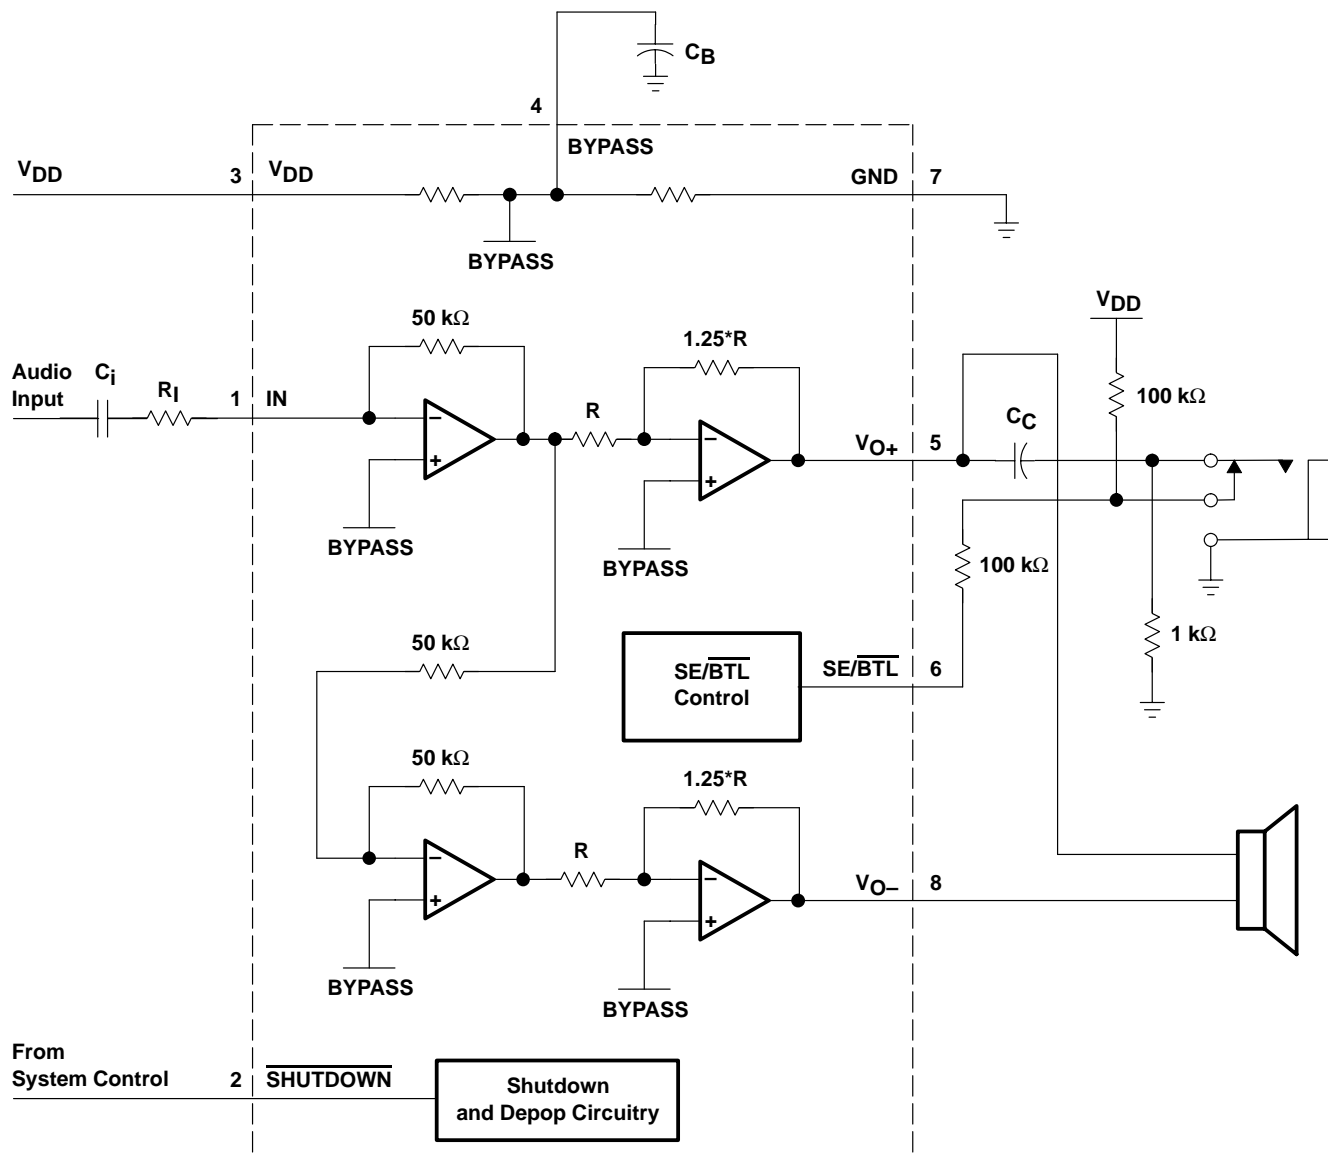 CB
4
BYPASS
VDD
3
VDD
GND
7
BYPASS
VDD
50 kΩ
1.25*R
Audio
Input
Ci
RI
1
IN
R
VO+
5
CC
100 kΩ
−
+
−
+
BYPASS
BYPASS
100 kΩ
50 kΩ
SE/BTL
Control
SE/BTL
6
1 kΩ
50 kΩ
1.25*R
R
−
+
−
+
VO−
8
BYPASS
BYPASS
From
System Control
2
SHUTDOWN
Shutdown
and Depop Circuitry